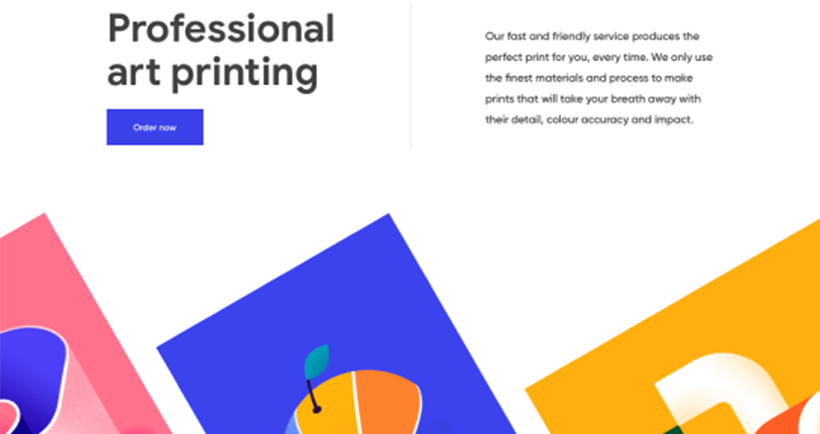 Professional
art printing
Order now
Our fast and friendly service produces the
perfect print for you, every time. We only use
the finest materials and process to make
prints that will take your breath away with
their detail, colour accuracy and impact.